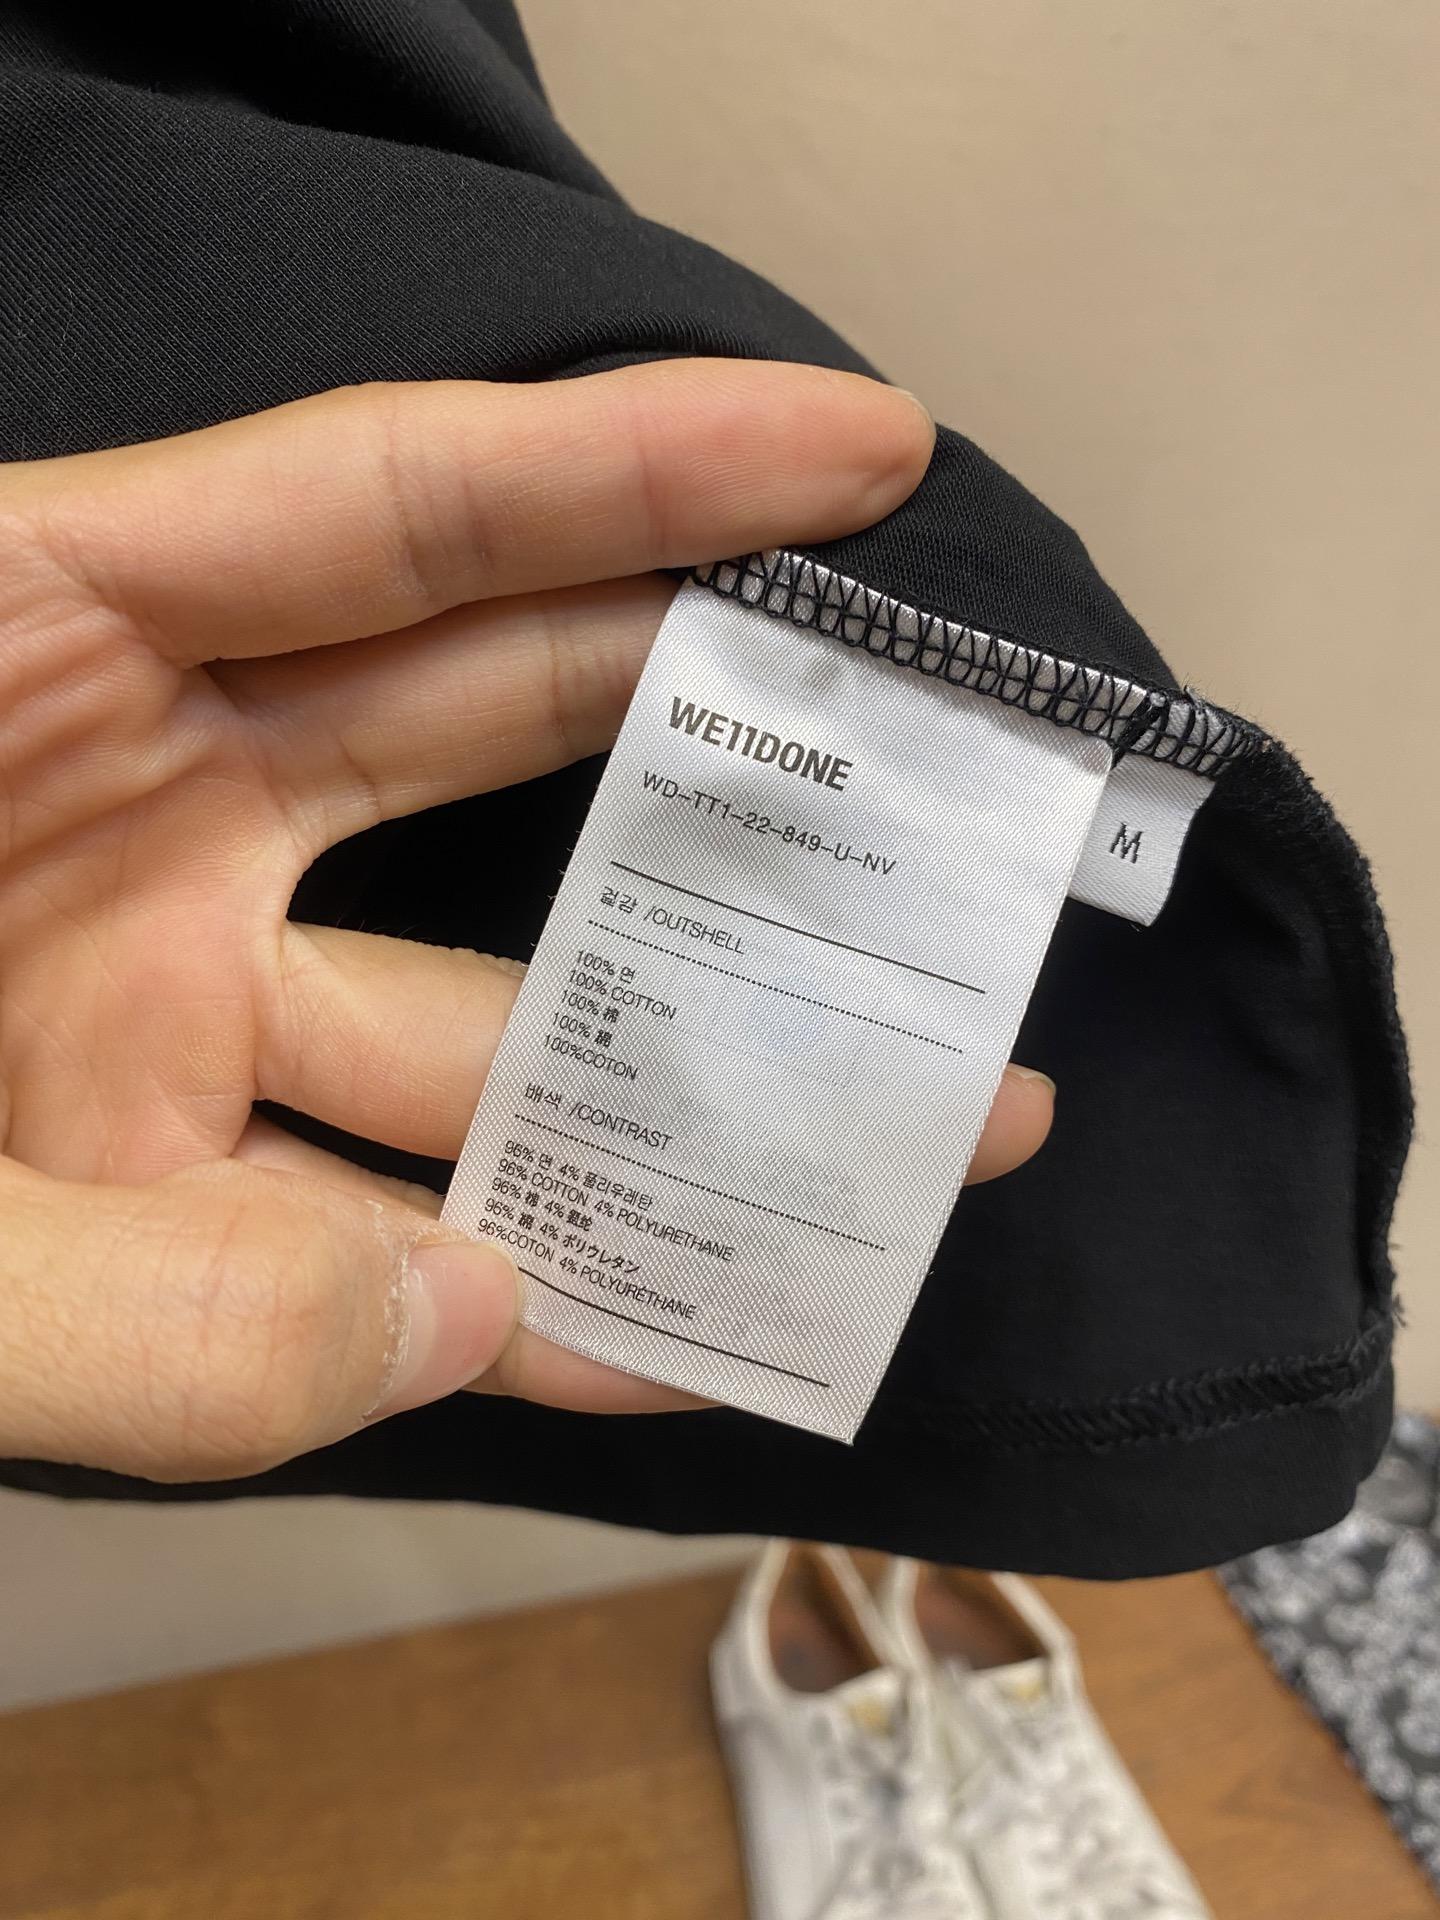 WE11DONE
WD-TT1-22-849-U-NV
M
겉감 /OUTSHELL
100% 면
100% COTTON
100% 棉
100% 綿
100%COTON
배색 /CONTRAST
96% 면 4% 폴리우레탄
96% COTTON 4% POLYURETHANE
96% 棉 4% 氨蛇
96% 綿 4% ポリウレタン
96%COTON 4% POLYURETHANE